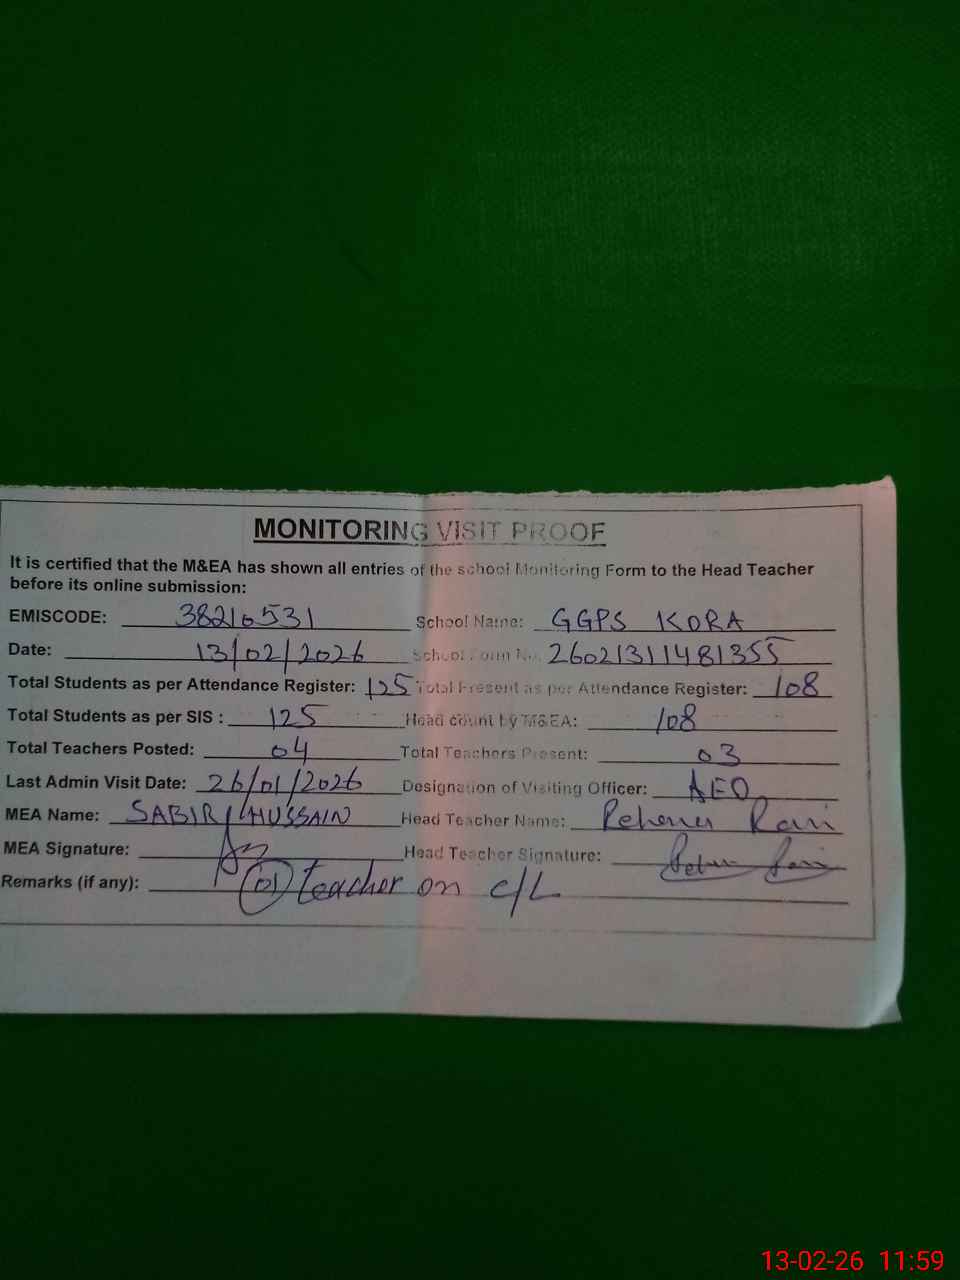 MONITORING VISIT PROOF
It is certified that the M&EA has shown all entries of the school Monitoring Form to the Head Teacher
before its online submission:
EMISCODE: 38210531 School Name: GGPS KORA
Date: 13/02/2026 School Form No. 26021311481355
Total Students as per Attendance Register: 125 Total Present as per Attendance Register: 108
Total Students as per SIS : 125 Head count by M&EA: 108
Total Teachers Posted: 04 Total Teachers Present: 03
Last Admin Visit Date: 26/01/2026 Designation of Visiting Officer: AEO
MEA Name: SABIR HUSSAIN Head Teacher Name:
MEA Signature: Head Teacher Signature:
Remarks (if any): 01 teacher on c/L
13-02-26 11:59